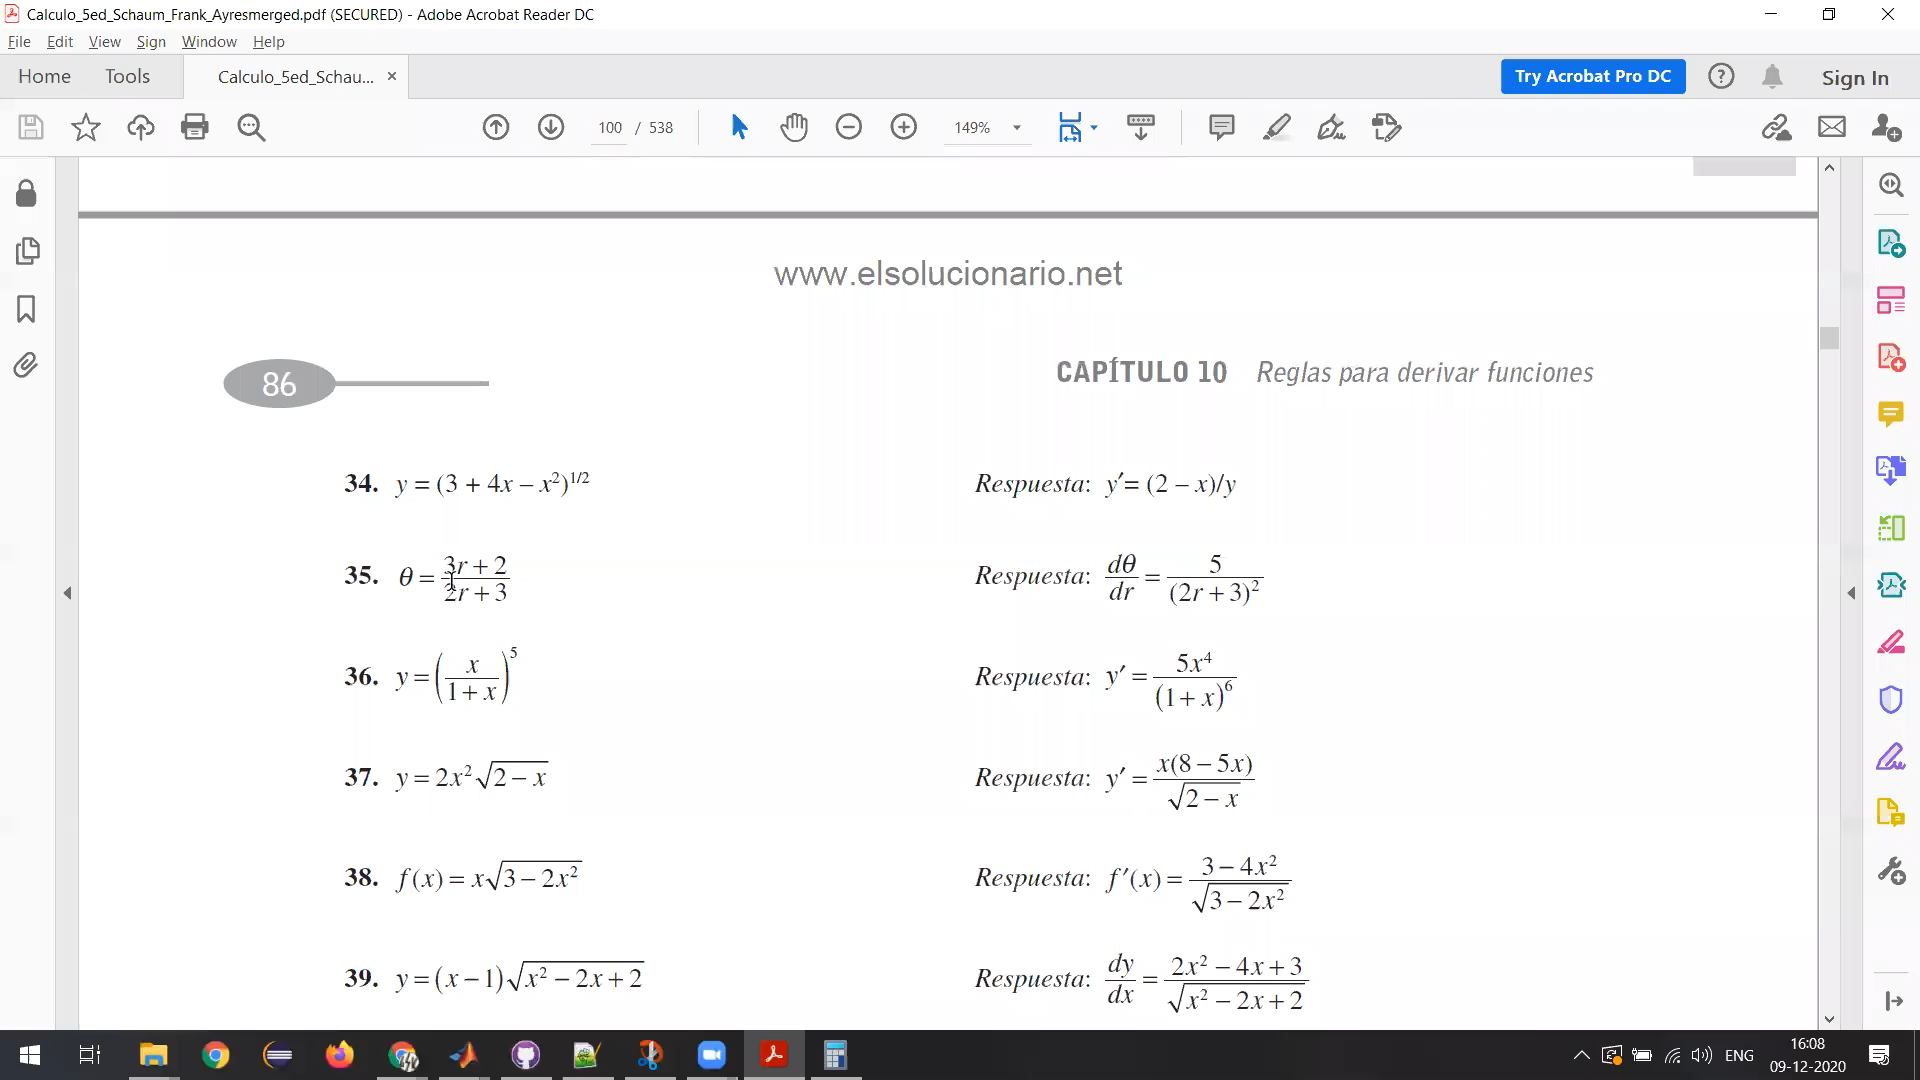 Calculo_5ed_Schaum_Frank_Ayresmerged.pdf (SECURED) - Adobe Acrobat Reader DC
File Edit View Sign Window Help
Home Tools Calculo_5ed_Schau... ×
Try Acrobat Pro DC Sign In
100 / 538 149%
www.elsolucionario.net
86 CAPÍTULO 10 Reglas para derivar funciones
34. y = (3 + 4x – x²)^1/2 Respuesta: y′= (2 – x)/y
35. θ = (3r + 2)/(2r + 3) Respuesta: dθ/dr = 5/(2r + 3)²
36. y = (x/(1 + x))⁵ Respuesta: y′ = 5x⁴/(1 + x)⁶
37. y = 2x²√(2 – x) Respuesta: y′ = x(8 – 5x)/√(2 – x)
38. f(x) = x√(3 – 2x²) Respuesta: f′(x) = (3 – 4x²)/√(3 – 2x²)
39. y = (x – 1)√(x² – 2x + 2) Respuesta: dy/dx = (2x² – 4x + 3)/√(x² – 2x + 2)
ENG 16:08
09-12-2020